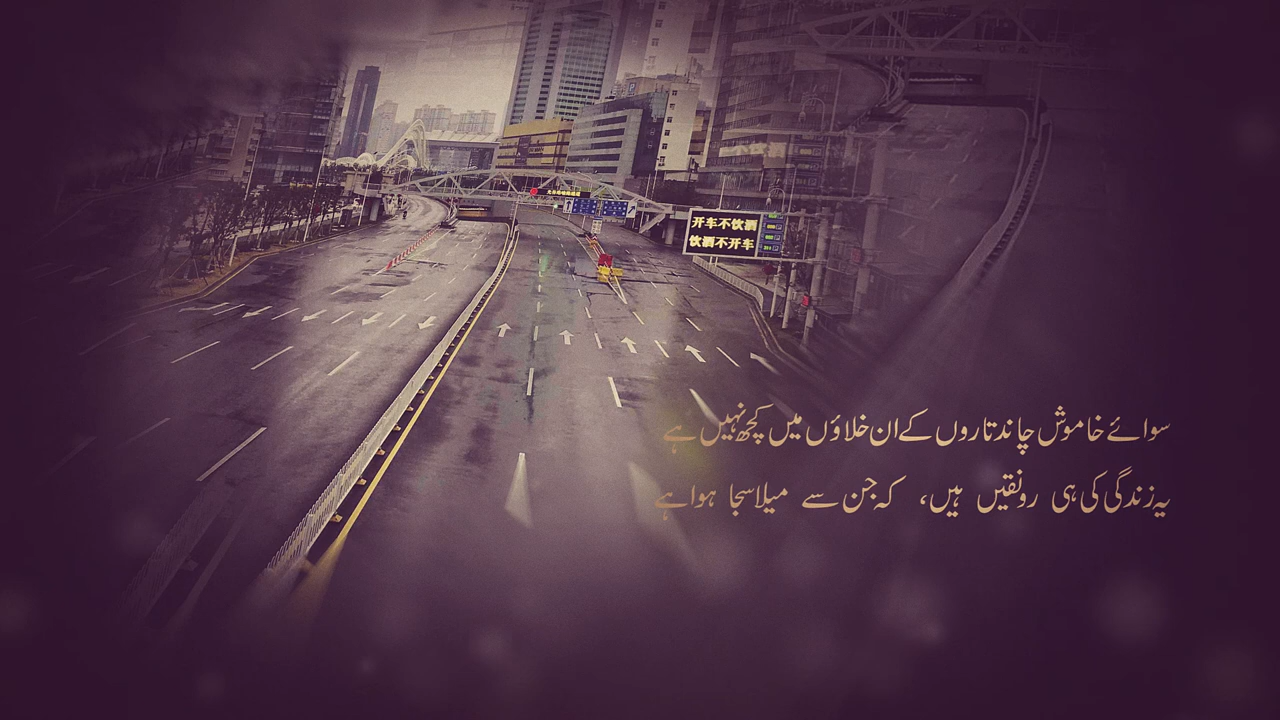 开车不饮酒
饮酒不开车
سوائے خاموش چاند تاروں کے ان خلاؤں میں کچھ نہیں ہے
یہ زندگی کی ہی رونقیں ہیں، کہ جن سے میلا سجا ہوا ہے